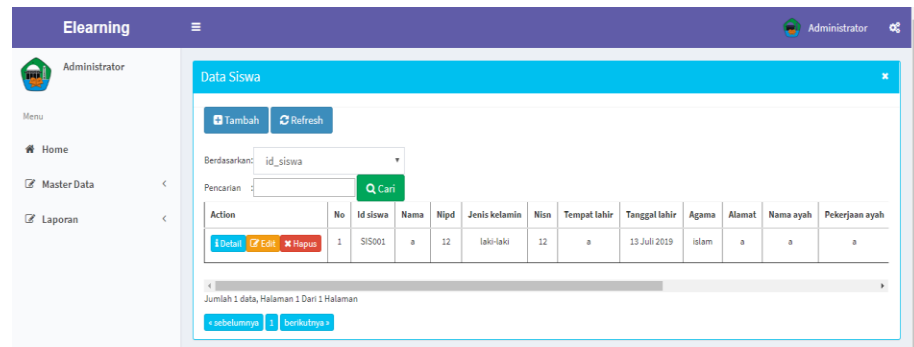 Elearning
Administrator
Administrator
Menu
Home
Master Data
Laporan
Data Siswa
Tambah
Refresh
Berdasarkan: id_siswa
Pencarian : Cari
Action No Id siswa Nama Nipd Jenis kelamin Nisn Tempat lahir Tanggal lahir Agama Alamat Nama ayah Pekerjaan ayah
Detail Edit Hapus 1 SIS001 a 12 laki-laki 12 a 13 Juli 2019 islam a a a
Jumlah 1 data, Halaman 1 Dari 1 Halaman
« sebelumnya 1 berikutnya »